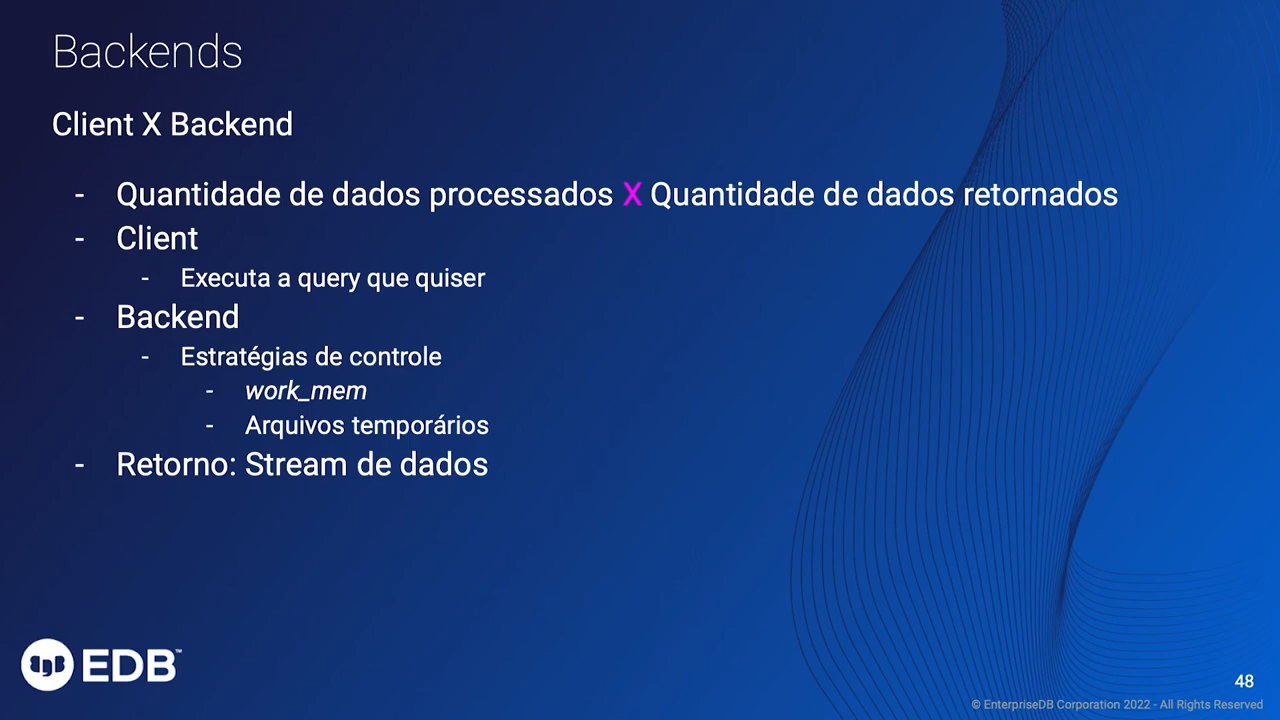 Backends
Client X Backend
- Quantidade de dados processados X Quantidade de dados retornados
- Client
- Executa a query que quiser
- Backend
- Estratégias de controle
- work_mem
- Arquivos temporários
- Retorno: Stream de dados
EDB™
48
© EnterpriseDB Corporation 2022 - All Rights Reserved